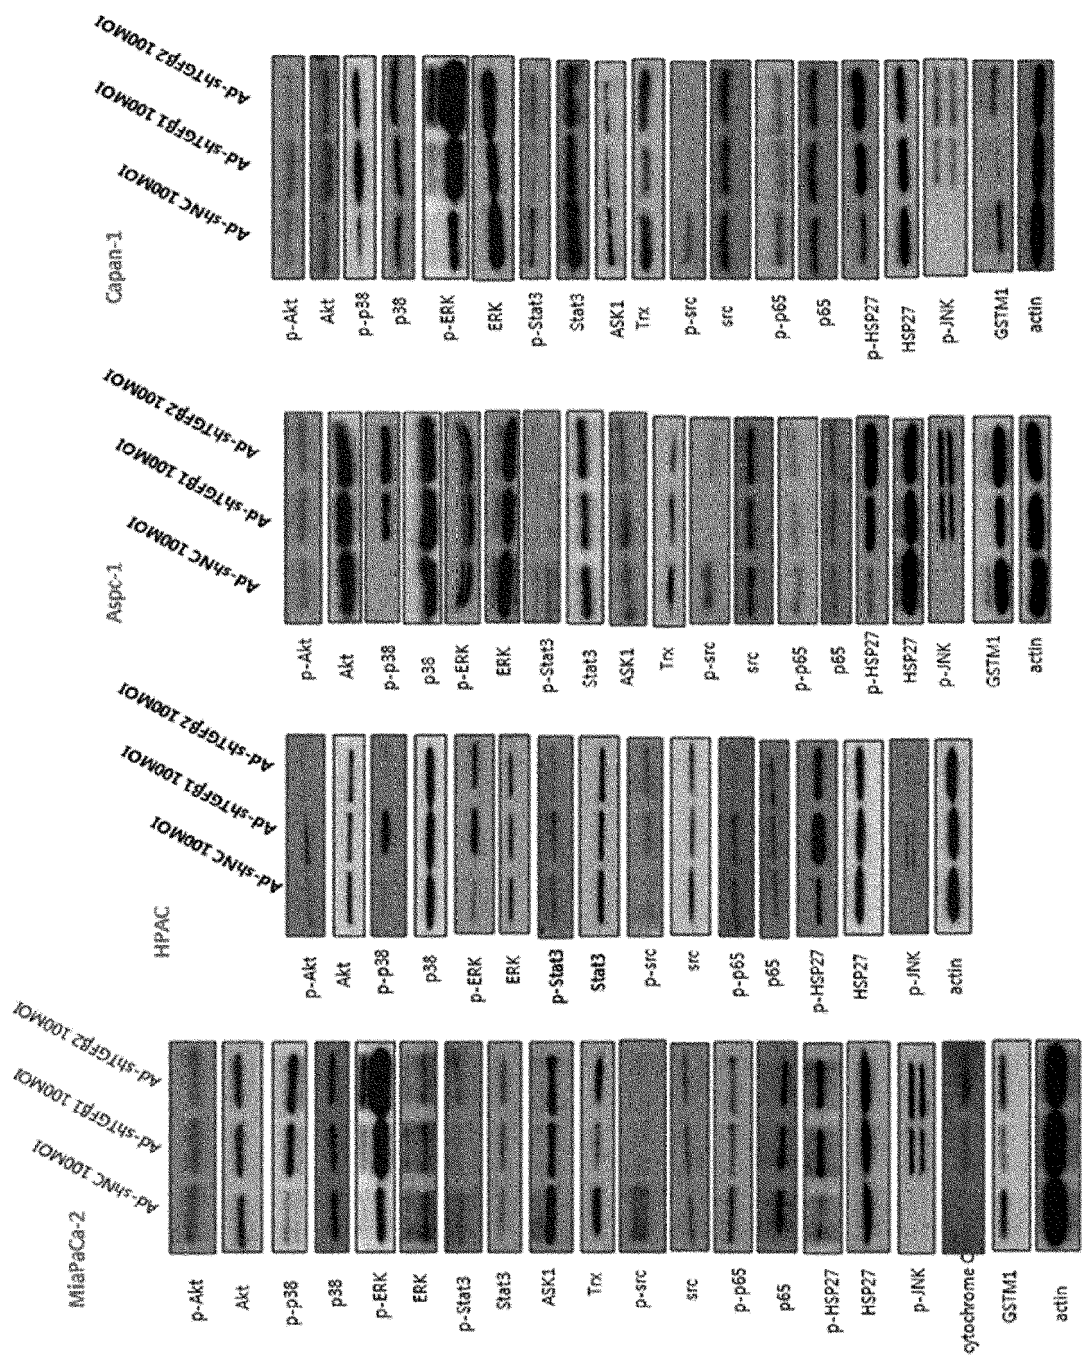 MiaPaCa-2
Ad-shNC 100MOI
Ad-shTGFβ1 100MOI
Ad-shTGFβ2 100MOI
p-Akt
Akt
p-p38
p38
p-ERK
ERK
p-Stat3
Stat3
ASK1
Trx
p-src
src
p-p65
p65
p-HSP27
HSP27
p-JNK
cytochrome C
GSTM1
actin
HPAC
Ad-shNC 100MOI
Ad-shTGFβ1 100MOI
Ad-shTGFβ2 100MOI
p-Akt
Akt
p-p38
p38
p-ERK
ERK
p-Stat3
Stat3
p-src
src
p-p65
p65
p-HSP27
HSP27
p-JNK
actin
Aspc-1
Ad-shNC 100MOI
Ad-shTGFβ1 100MOI
Ad-shTGFβ2 100MOI
p-Akt
Akt
p-p38
p38
p-ERK
ERK
p-Stat3
Stat3
ASK1
Trx
p-src
src
p-p65
p65
p-HSP27
HSP27
p-JNK
GSTM1
actin
Capan-1
Ad-shNC 100MOI
Ad-shTGFβ1 100MOI
Ad-shTGFβ2 100MOI
p-Akt
Akt
p-p38
p38
p-ERK
ERK
p-Stat3
Stat3
ASK1
Trx
p-src
src
p-p65
p65
p-HSP27
HSP27
p-JNK
GSTM1
actin